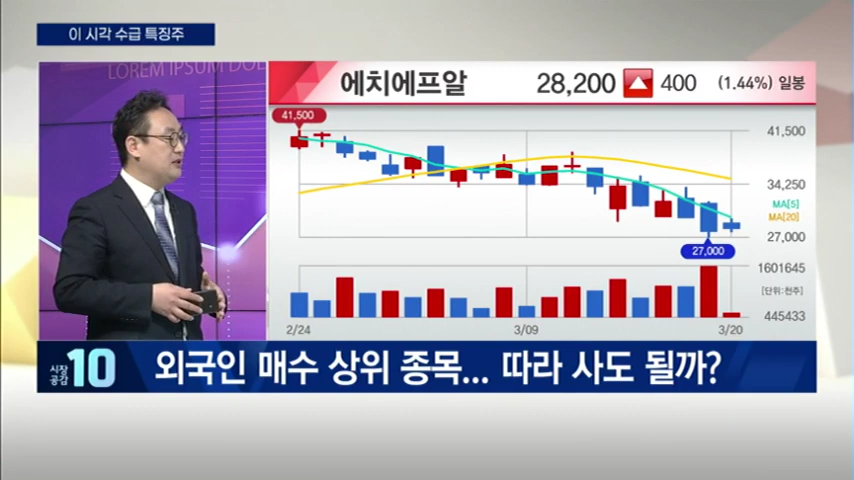 이 시각 수급 특징주
LOREM IPSUM DOL
에치에프알 28,200 400 (1.44%) 일봉
41,500
41,500
34,250
MA[5]
MA[20]
27,000
27,000
1601645
[단위:천주]
445433
2/24 3/09 3/20
시장공감 10 외국인 매수 상위 종목... 따라 사도 될까?